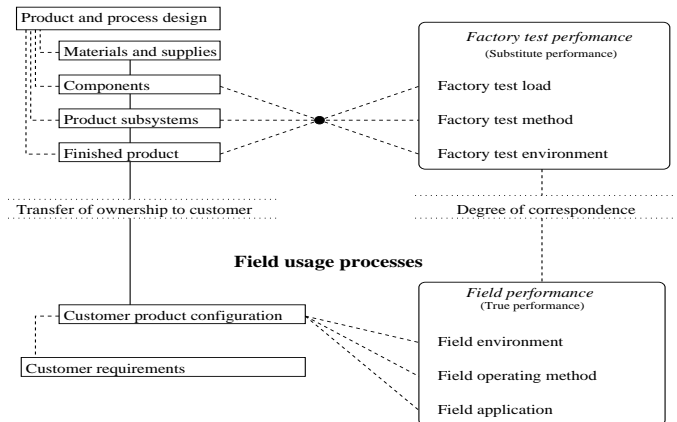 Product and process design
Materials and supplies
Components
Product subsystems
Finished product
Factory test perfomance
(Substitute performance)
Factory test load
Factory test method
Factory test environment
Transfer of ownership to customer
Degree of correspondence
Field usage processes
Customer product configuration
Customer requirements
Field performance
(True performance)
Field environment
Field operating method
Field application